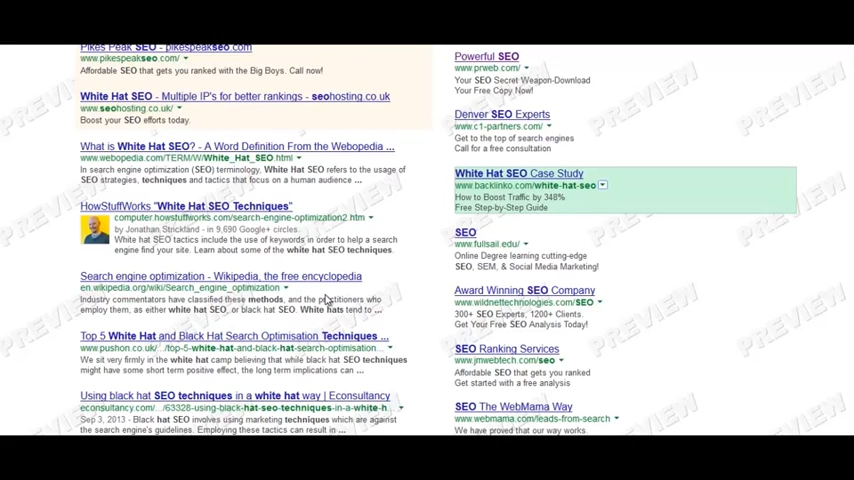 Pikes Peak SEO - pikespeakseo.com
www.pikespeakseo.com/
Affordable SEO that gets you ranked with the Big Boys. Call now!
White Hat SEO - Multiple IP's for better rankings - seohosting.co.uk
www.seohosting.co.uk/
Boost your SEO efforts today.
What is White Hat SEO? - A Word Definition From the Webopedia ...
www.webopedia.com/TERM/W/White_Hat_SEO.html
In search engine optimization (SEO) terminology, White Hat SEO refers to the usage of
SEO strategies, techniques and tactics that focus on a human audience ...
HowStuffWorks "White Hat SEO Techniques"
computer.howstuffworks.com/search-engine-optimization2.htm
by Jonathan Strickland - in 9,690 Google+ circles.
White hat SEO tactics include the use of keywords in order to help a search
engine find your site. Learn about some of the white hat SEO techniques.
Search engine optimization - Wikipedia, the free encyclopedia
en.wikipedia.org/wiki/Search_engine_optimization
Industry commentators have classified these methods, and the practitioners who
employ them, as either white hat SEO, or black hat SEO. White hats tend to ...
Top 5 White Hat and Black Hat Search Optimisation Techniques ...
www.pushon.co.uk/.../top-5-white-hat-and-black-hat-search-optimisation...
We sit very firmly in the white hat camp believing that while black hat SEO techniques
might have some short term positive effect, the long term implications can ...
Using black hat SEO techniques in a white hat way | Econsultancy
econsultancy.com/.../63328-using-black-hat-seo-techniques-in-a-white-h...
Sep 3, 2013 - Black hat SEO involves using marketing techniques which are against
the search engine's guidelines. Employing these tactics can result in ...
Powerful SEO
www.prweb.com/
Your SEO Secret Weapon-Download
Your Free Copy Now!
Denver SEO Experts
www.c1-partners.com/
Get to the top of search engines
Call for a free consultation
White Hat SEO Case Study
www.backlinko.com/white-hat-seo
How to Boost Traffic by 348%
Free Step-by-Step Guide
SEO
www.fullsail.edu/
Online Degree learning cutting-edge
SEO, SEM, & Social Media Marketing!
Award Winning SEO Company
www.wildnettechnologies.com/SEO
300+ SEO Experts, 1200+ Clients.
Get Your Free SEO Analysis Today!
SEO Ranking Services
www.jmwebtech.com/seo
Affordable SEO that gets you ranked
Get started with a free analysis
SEO The WebMama Way
www.webmama.com/leads-from-search
We have proved that our way works.
PREVIEW
PREVIEW
PREVIEW
PREVIEW
PREVIEW
PREVIEW
PREVIEW
PREVIEW
PREVIEW
PREVIEW
PREVIEW
PREVIEW